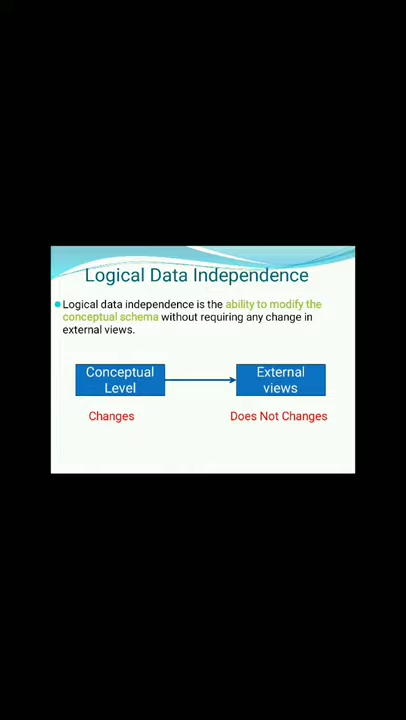 Logical Data Independence
Logical data independence is the ability to modify the
conceptual schema without requiring any change in
external views.
Conceptual
Level
External
views
Changes
Does Not Changes